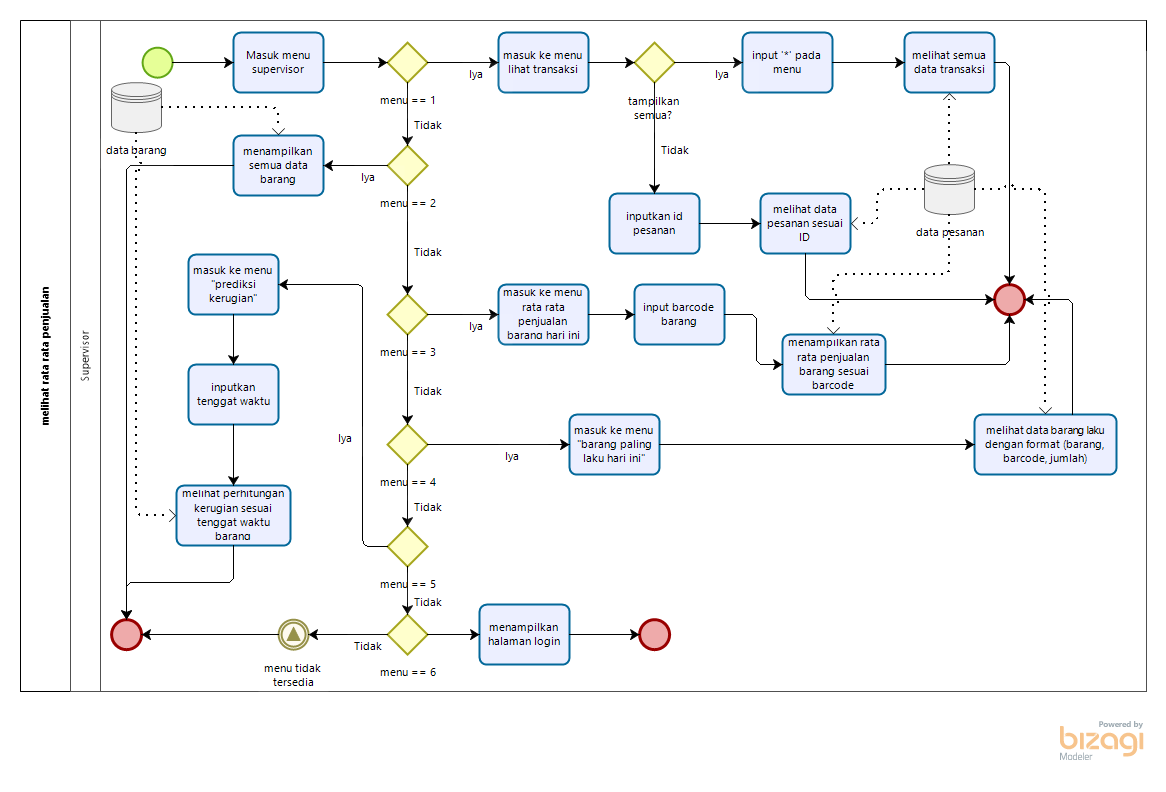 melihat rata rata penjualan
Supervisor
Masuk menu
supervisor
menu == 1
Iya
masuk ke menu
lihat transaksi
tampilkan
semua?
Iya
input '*' pada
menu
melihat semua
data transaksi
Tidak
data barang
menampilkan
semua data
barang
Iya
menu == 2
Tidak
inputkan id
pesanan
melihat data
pesanan sesuai
ID
data pesanan
Tidak
masuk ke menu
"prediksi
kerugian"
masuk ke menu
rata rata
penjualan
barang hari ini
Iya
input barcode
barang
menampilkan rata
rata penjualan
barang sesuai
barcode
menu == 3
Tidak
inputkan
tenggat waktu
Iya
masuk ke menu
"barang paling
laku hari ini"
Iya
melihat data barang laku
dengan format (barang,
barcode, jumlah)
menu == 4
Tidak
melihat perhitungan
kerugian sesuai
tenggat waktu
barang
menu == 5
Tidak
menampilkan
halaman login
Tidak
menu tidak
tersedia
menu == 6
Powered by
bizagi
Modeler